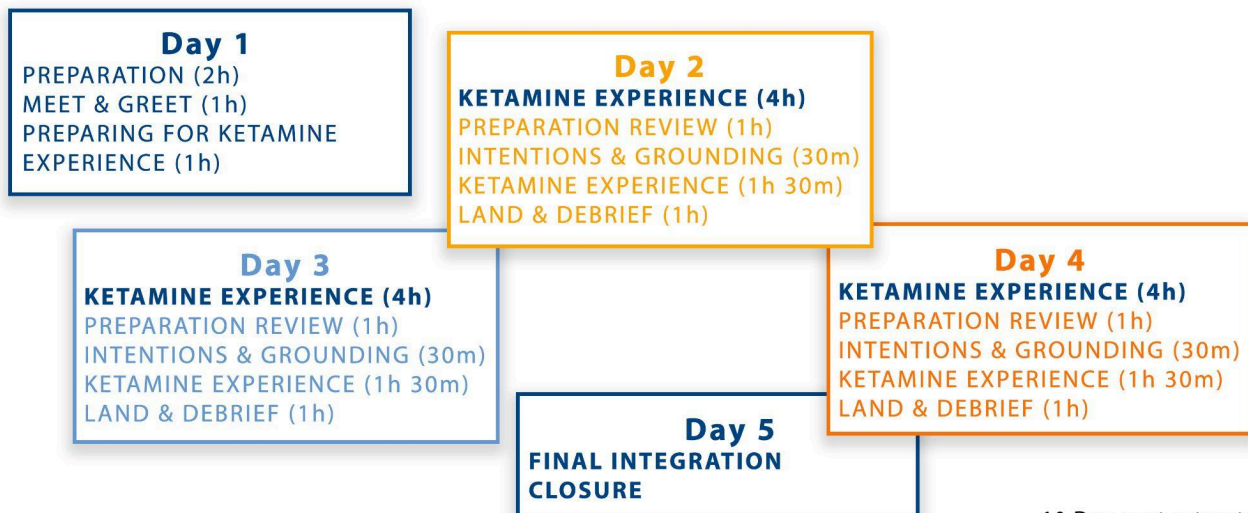 Day 1
PREPARATION (2h)
MEET & GREET (1h)
PREPARING FOR KETAMINE
EXPERIENCE (1h)
Day 2
KETAMINE EXPERIENCE (4h)
PREPARATION REVIEW (1h)
INTENTIONS & GROUNDING (30m)
KETAMINE EXPERIENCE (1h 30m)
LAND & DEBRIEF (1h)
Day 3
KETAMINE EXPERIENCE (4h)
PREPARATION REVIEW (1h)
INTENTIONS & GROUNDING (30m)
KETAMINE EXPERIENCE (1h 30m)
LAND & DEBRIEF (1h)
Day 4
KETAMINE EXPERIENCE (4h)
PREPARATION REVIEW (1h)
INTENTIONS & GROUNDING (30m)
KETAMINE EXPERIENCE (1h 30m)
LAND & DEBRIEF (1h)
Day 5
FINAL INTEGRATION
CLOSURE